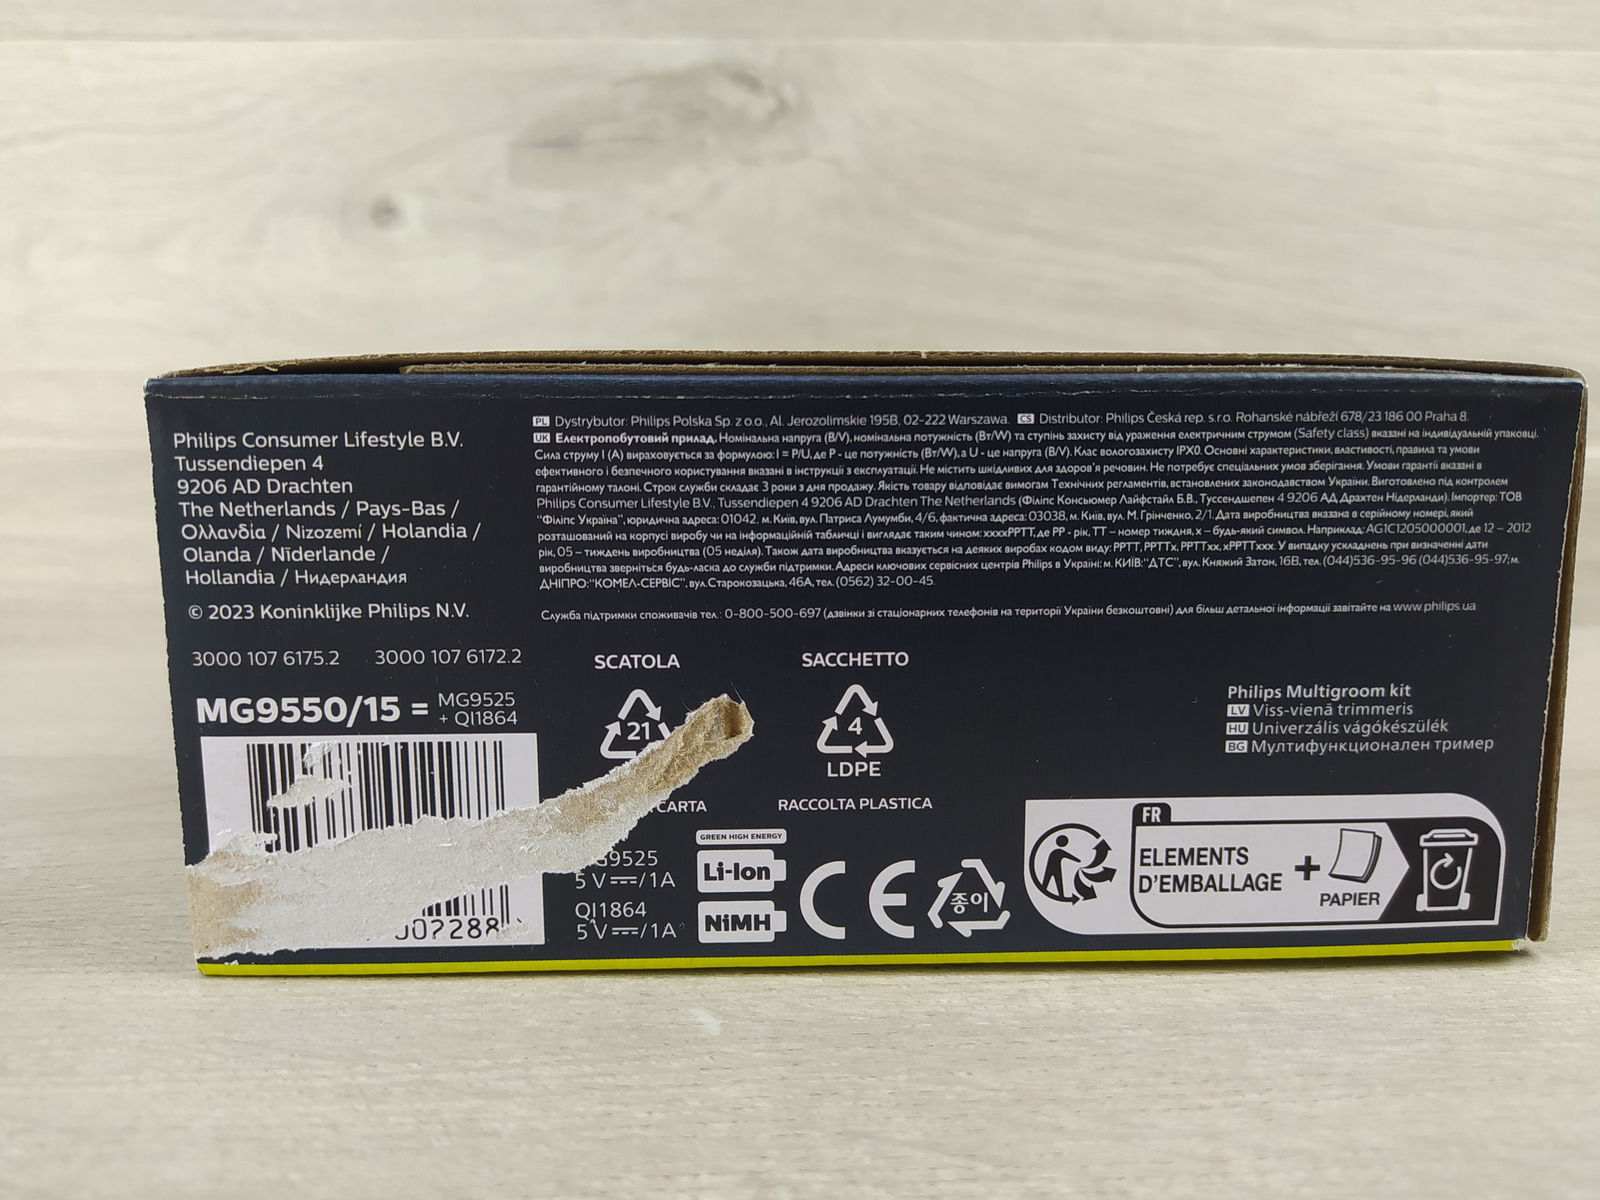 Philips Consumer Lifestyle B.V.
Tussendiepen 4
9206 AD Drachten
The Netherlands / Pays-Bas /
Ολλανδία / Nizozemí / Holandia /
Olanda / Nīderlande /
Hollandia / Нидерландия
© 2023 Koninklijke Philips N.V.
3000 107 6175.2 3000 107 6172.2
MG9550/15 = MG9525
+ QI1864
PL Dystrybutor: Philips Polska Sp. z o.o., Al. Jerozolimskie 195B, 02-222 Warszawa. CS Distributor: Philips Česká rep. s.r.o. Rohanské nábřeží 678/23 186 00 Praha 8.
UK Електропобутовий прилад. Номінальна напруга (В/V), номінальна потужність (Вт/W) та ступінь захисту від ураження електричним струмом (Safety class) вказані на індивідуальній упаковці.
Сила струму I (А) вираховується за формулою: I = P/U, де P - це потужність (Вт/W), а U - це напруга (В/V). Клас вологозахисту IPX0. Основні характеристики, властивості, правила та умови
ефективного і безпечного користування вказані в інструкції з експлуатації. Не містить шкідливих для здоров'я речовин. Не потребує спеціальних умов зберігання. Умови гарантії вказані в
гарантійному талоні. Строк служби складає 3 роки з дня продажу. Якість товару відповідає вимогам Технічних регламентів, встановлених законодавством України. Виготовлено під контролем
Philips Consumer Lifestyle B.V., Tussendiepen 4 9206 AD Drachten The Netherlands (Філіпс Консьюмер Лайфстайл Б.В., Туссендшепен 4 9206 АД Драхтен Нідерланди). Імпортер: ТОВ
"Філіпс Україна", юридична адреса: 01042, м. Київ, вул. Патриса Лумумби, 4/6, фактична адреса: 03038, м. Київ, вул. М. Грінченко, 2/1. Дата виробництва вказана в серійному номері, який
розташований на корпусі виробу чи на інформаційній табличці і виглядає таким чином: xxxxРРТТ, де РР - рік, ТТ – номер тиждня, x – будь-який символ. Наприклад: AG1C1205000001, де 12 – 2012
рік, 05 – тиждень виробництва (05 неділя). Також дата виробництва вказується на деяких виробах кодом виду: РРТТ, РРТТx, РРТТxx, xРРТТxxx. У випадку ускладнень при визначенні дати
виробництва зверніться будь-ласка до служби підтримки. Адреси ключових сервісних центрів Philips в Україні: м. КИЇВ: "ДТС", вул. Княжий Затон, 16В, тел. (044)536-95-96 (044)536-95-97; м.
ДНІПРО: "КОМЕЛ-СЕРВІС", вул. Старокозацька, 46А, тел. (0562) 32-00-45.
Служба підтримки споживачів тел.: 0-800-500-697 (дзвінки зі стаціонарних телефонів на території України безкоштовні) для більш детальної інформації завітайте на www.philips.ua
SCATOLA
21
CARTA
SACCHETTO
4
LDPE
RACCOLTA PLASTICA
Philips Multigroom kit
LV Viss-vienā trimmeris
HU Univerzális vágókészülék
BG Мултифункционален тример
G9525
5 V /1A
QI1864
5 V /1A
GREEN HIGH ENERGY
Li-Ion
NiMH
CE
종이
FR
ELEMENTS
D'EMBALLAGE
+
PAPIER